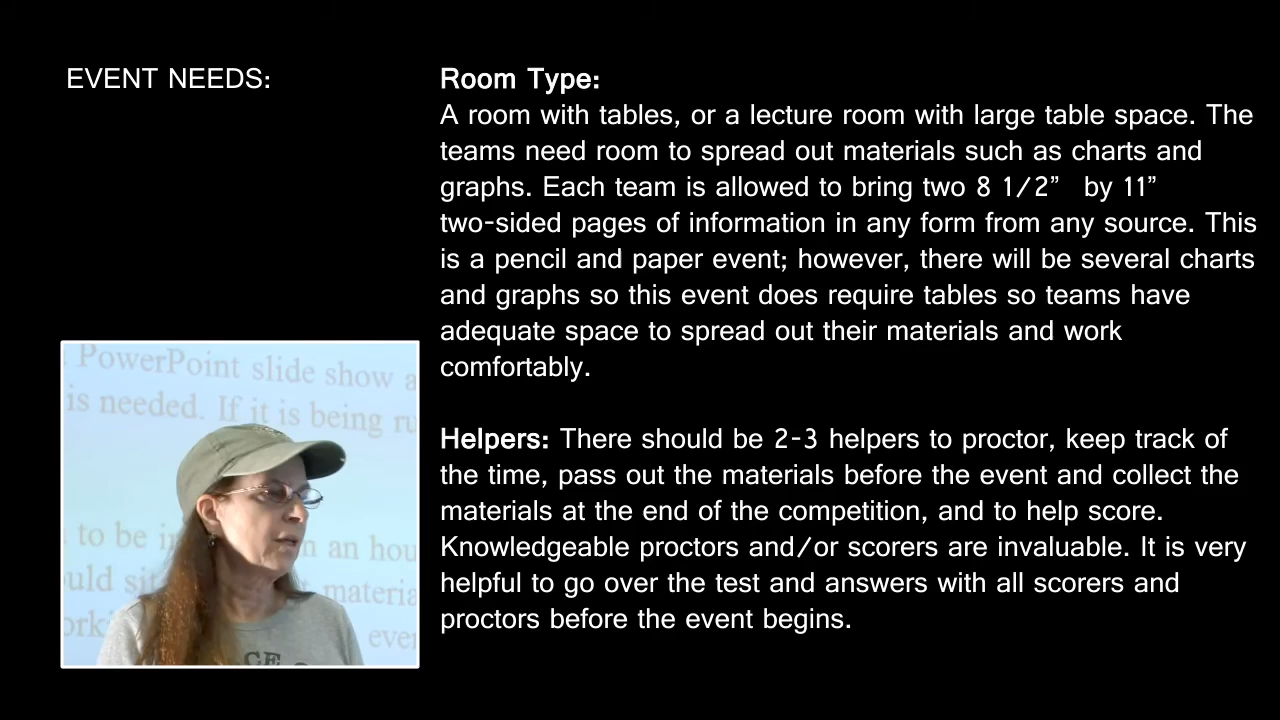 EVENT NEEDS:
Room Type:
A room with tables, or a lecture room with large table space. The
teams need room to spread out materials such as charts and
graphs. Each team is allowed to bring two 8 1/2” by 11”
two-sided pages of information in any form from any source. This
is a pencil and paper event; however, there will be several charts
and graphs so this event does require tables so teams have
adequate space to spread out their materials and work
comfortably.
Helpers: There should be 2-3 helpers to proctor, keep track of
the time, pass out the materials before the event and collect the
materials at the end of the competition, and to help score.
Knowledgeable proctors and/or scorers are invaluable. It is very
helpful to go over the test and answers with all scorers and
proctors before the event begins.
PowerPoint slide show a
is needed. If it is being ru
to be in an hou
materia